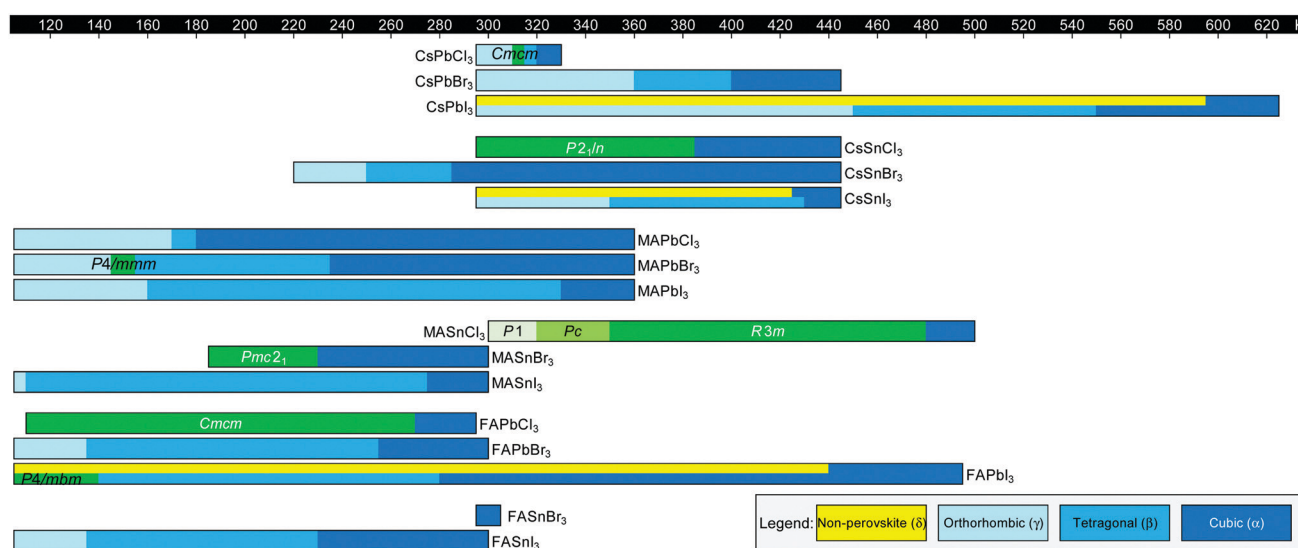 120 140 160 180 200 220 240 260 280 300 320 340 360 380 400 420 440 460 480 500 520 540 560 580 600 620
CsPbCl₃ Cmcm
CsPbBr₃
CsPbI₃
P2₁/n CsSnCl₃
CsSnBr₃
CsSnI₃
MAPbCl₃
P4/mmm MAPbBr₃
MAPbI₃
MASnCl₃ P1 Pc R3m
Pmc2₁ MASnBr₃
MASnI₃
Cmcm FAPbCl₃
FAPbBr₃
P4/mbm FAPbI₃
FASnBr₃
Legend: Non-perovskite (δ) Orthorhombic (γ) Tetragonal (β) Cubic (α)
FASnI₃